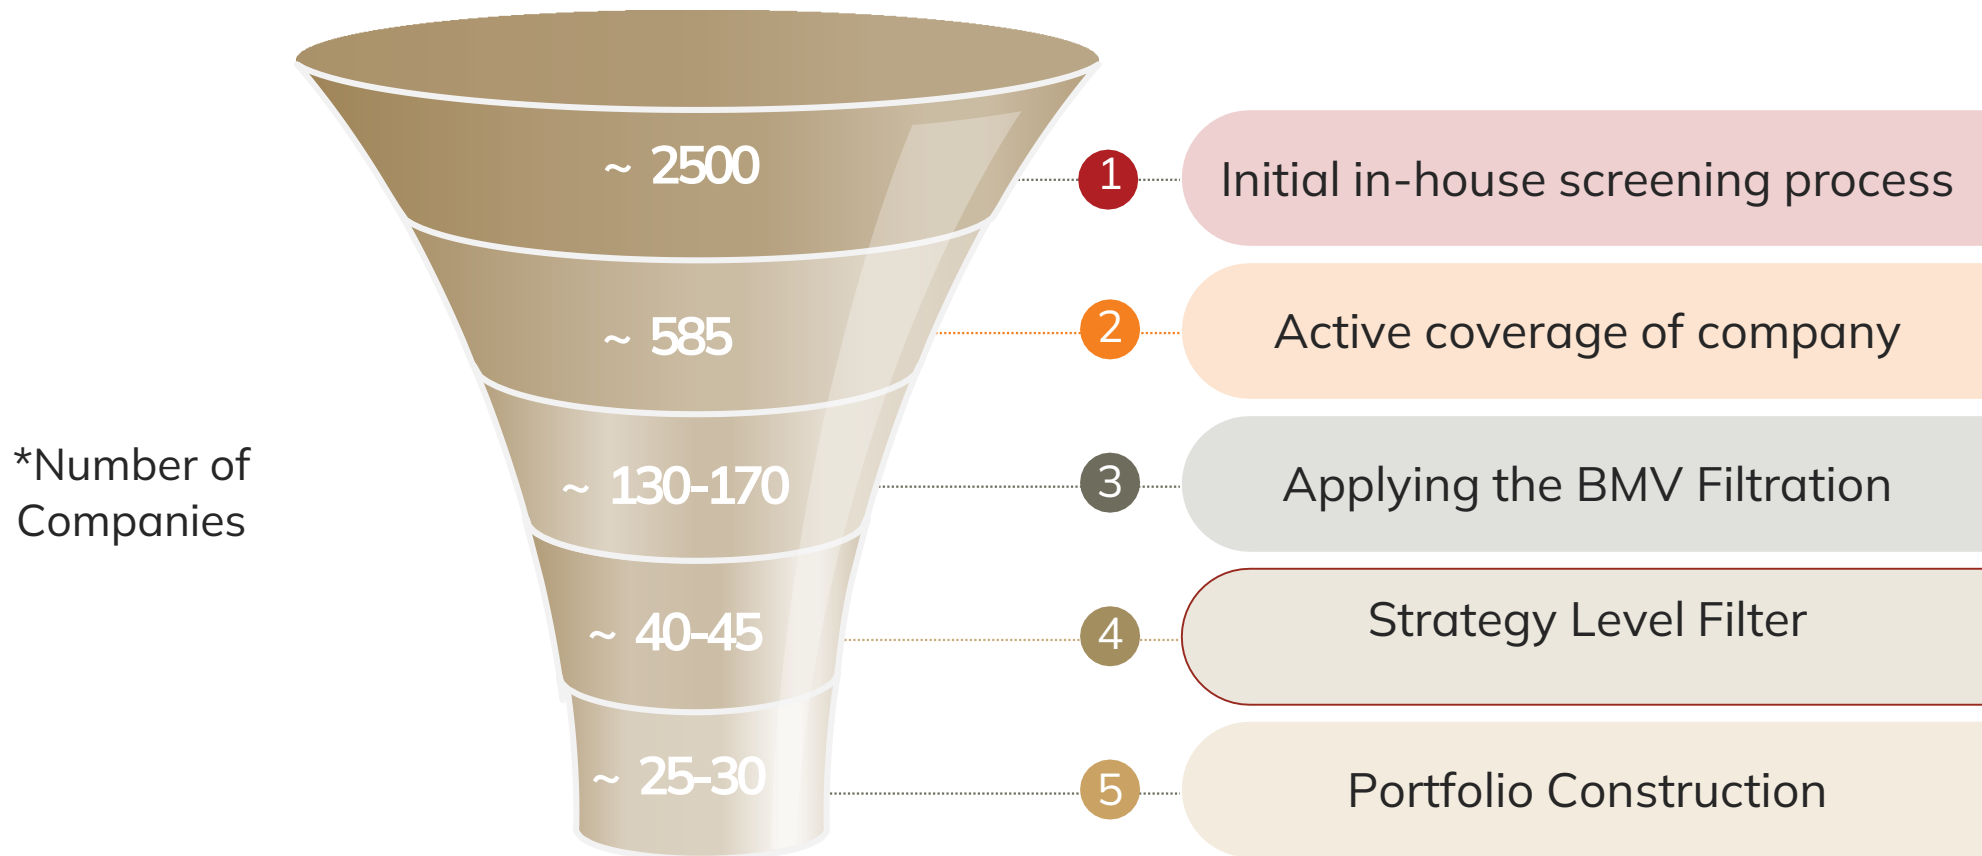 ~ 2500
1
Initial in-house screening process
~ 585
2
Active coverage of company
*Number of
Companies
~ 130-170
3
Applying the BMV Filtration
~ 40-45
4
Strategy Level Filter
~ 25-30
5
Portfolio Construction